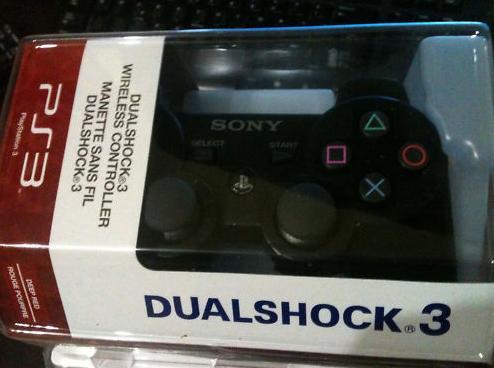 PS3
PlayStation 3
DUALSHOCK®3
WIRELESS CONTROLLER
MANETTE SANS FIL
DUALSHOCK®3
DEEP RED
ROUGE POURPRE
SONY
SELECT
START
DUALSHOCK® 3